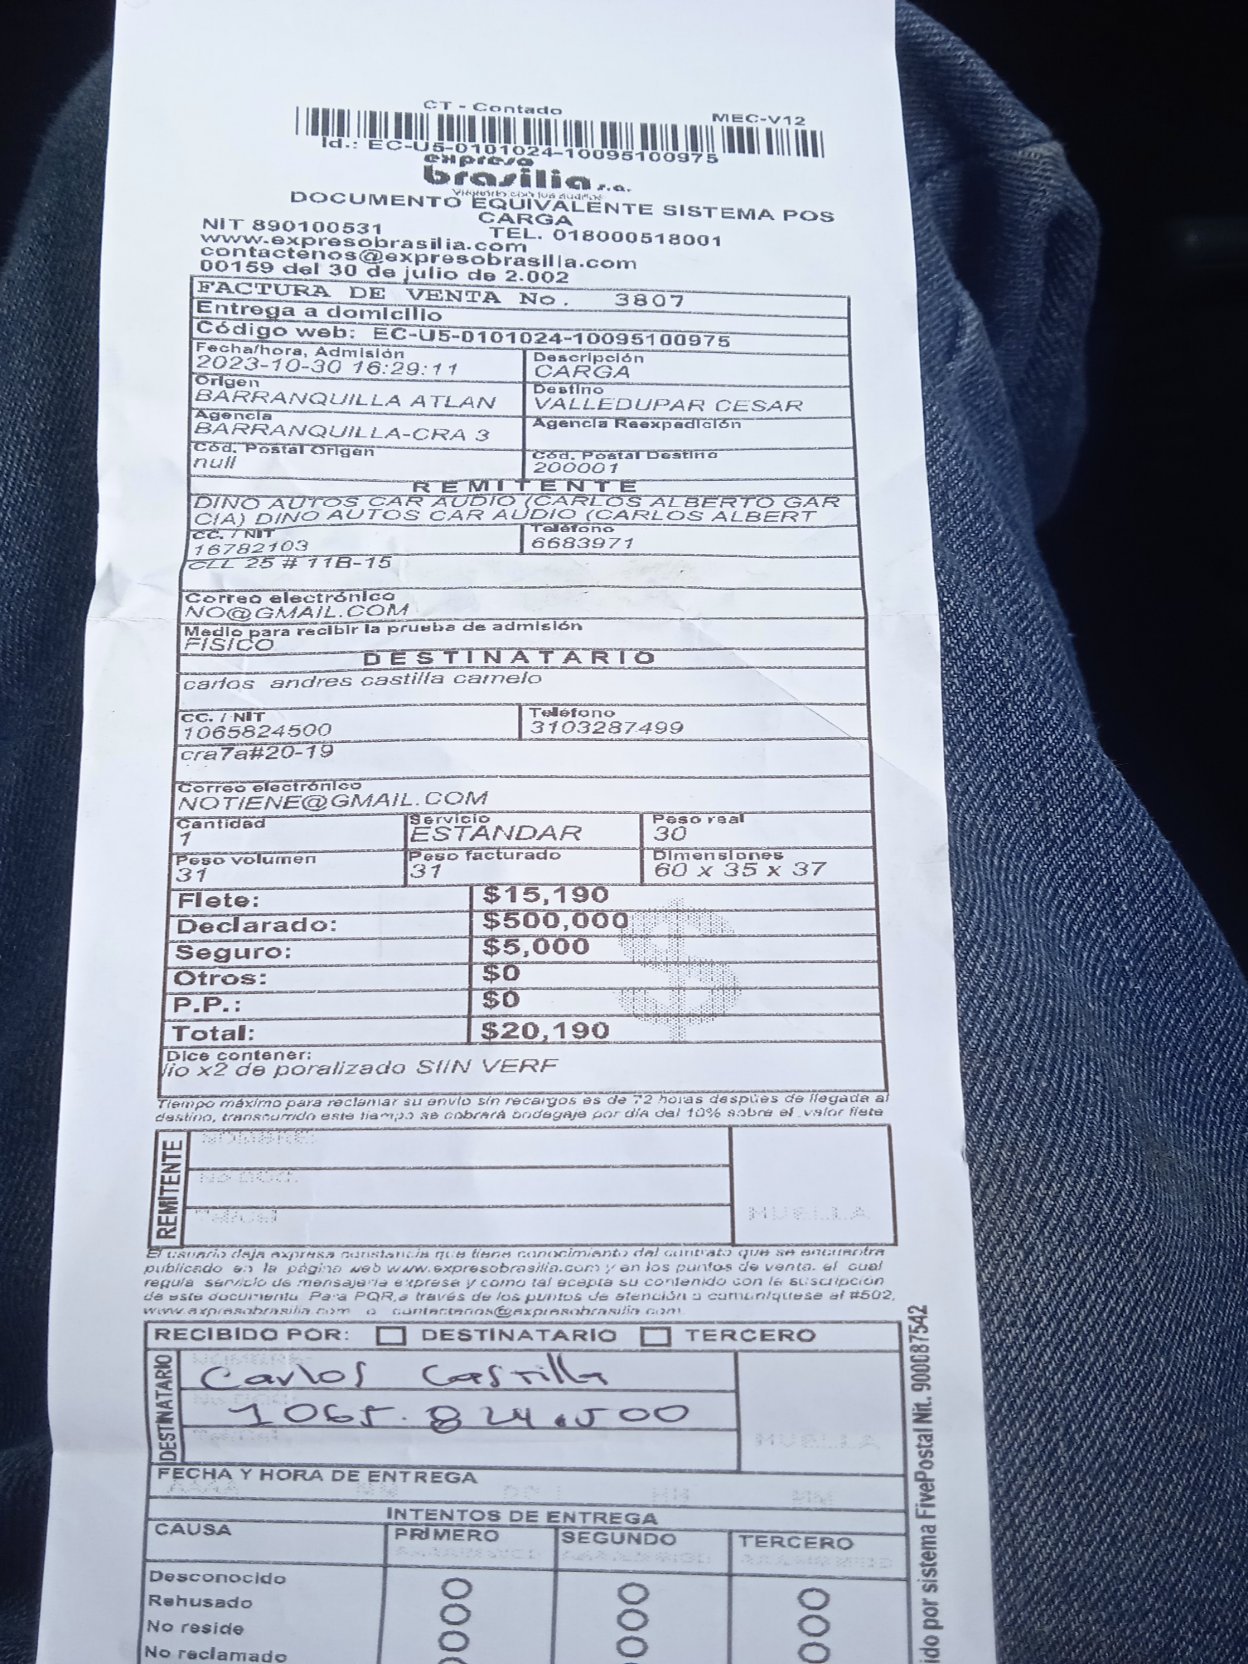 CT - Contado
MEC-V12
Id.: EC-U5-0101024-10095100975
expreso
brasilia s.a.
DOCUMENTO EQUIVALENTE SISTEMA POS
CARGA
NIT 890100531 TEL. 018000518001
www.expresobrasilia.com
contactenos@expresobrasilia.com
00159 del 30 de julio de 2.002
FACTURA DE VENTA No. 3807
Entrega a domicilio
Código web: EC-U5-0101024-10095100975
Fecha/hora, Admisión Descripción
2023-10-30 16:29:11 CARGA
Origen Destino
BARRANQUILLA ATLAN VALLEDUPAR CESAR
Agencia Agencia Reexpedición
BARRANQUILLA-CRA 3
Cód. Postal Origen Cód. Postal Destino
null 200001
REMITENTE
DINO AUTOS CAR AUDIO (CARLOS ALBERTO GAR
CIA) DINO AUTOS CAR AUDIO (CARLOS ALBERT
CC. / NIT Teléfono
16782103 6683971
CLL 25 # 11B-15
Correo electrónico
NO@GMAIL.COM
Medio para recibir la prueba de admisión
FISICO
DESTINATARIO
carlos andres castilla camelo
CC. / NIT Teléfono
1065824500 3103287499
cra7a#20-19
Correo electrónico
NOTIENE@GMAIL.COM
Cantidad Servicio Peso real
1 ESTANDAR 30
Peso volumen Peso facturado Dimensiones
31 31 60 x 35 x 37
Flete: $15,190
Declarado: $500,000
Seguro: $5,000
Otros: $0
P.P.: $0
Total: $20,190
$
Dice contener:
lio x2 de poralizado SIIN VERF
Tiempo máximo para reclamar su envío sin recargos es de 72 horas después de llegada al
destino, transcurrido este tiempo se cobrará bodegaje por día del 10% sobre el valor flete
REMITENTE
NOMBRE:
No DOC:
HUELLA
El usuario deja expresa constancia que tiene conocimiento del contrato que se encuentra
publicado en la página web www.expresobrasilia.com y en los puntos de venta. el cual
regula servicio de mensajería expresa y como tal acepta su contenido con la suscripción
de este documento. Para PQR,a través de los puntos de atención o comuníquese al #502,
www.expresobrasilia.com o contactenos@expresobrasilia.com
RECIBIDO POR: DESTINATARIO TERCERO
DESTINATARIO
NOMBRE:
Carlos Castilla
1065.824.500
HUELLA
FECHA Y HORA DE ENTREGA
AAAA MM DD HH MM
INTENTOS DE ENTREGA
CAUSA PRIMERO SEGUNDO TERCERO
Desconocido
Rehusado
No reside
No reclamado
ido por sistema FivePostal Nit. 900087542